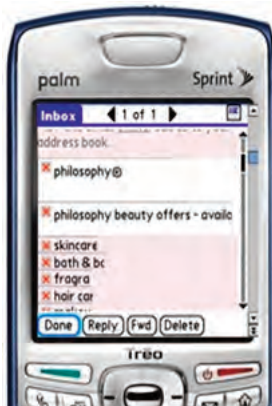 palm Sprint
Inbox 1 of 1
address book.
philosophy®
philosophy beauty offers - availa
skincare
bath & bc
fragra
hair car
Done Reply Fwd Delete
Treo